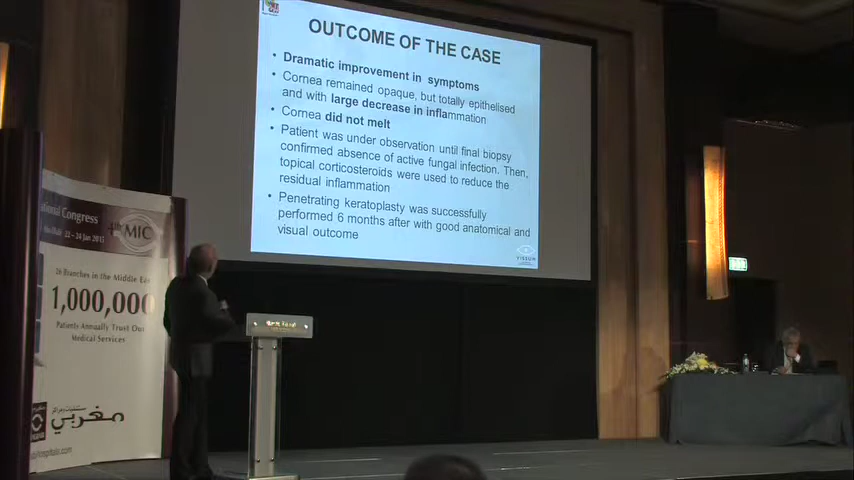 OUTCOME OF THE CASE
• Dramatic improvement in symptoms
• Cornea remained opaque, but totally epithelised
and with large decrease in inflammation
• Cornea did not melt
• Patient was under observation until final biopsy
confirmed absence of active fungal infection. Then,
topical corticosteroids were used to reduce the
residual inflammation
• Penetrating keratoplasty was successfully
performed 6 months after with good anatomical and
visual outcome
VISSUM
national Congress
4th MIC
22 - 24 Jan
26 Branches in the Middle East
1,000,000
Patients Annually Trust Our
Medical Services
مغربي